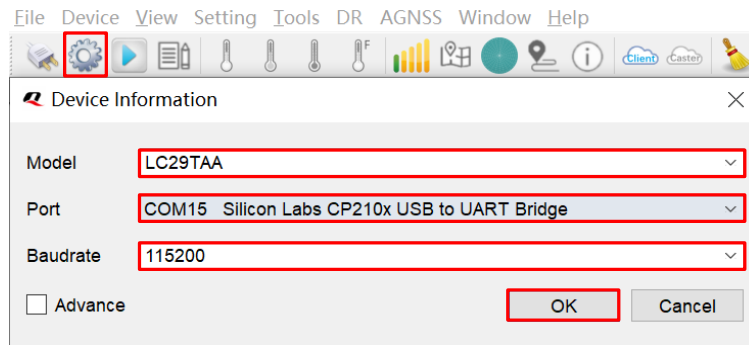 File Device View Setting Tools DR AGNSS Window Help
F Client Caster
Device Information
Model LC29TAA
Port COM15 Silicon Labs CP210x USB to UART Bridge
Baudrate 115200
Advance OK Cancel